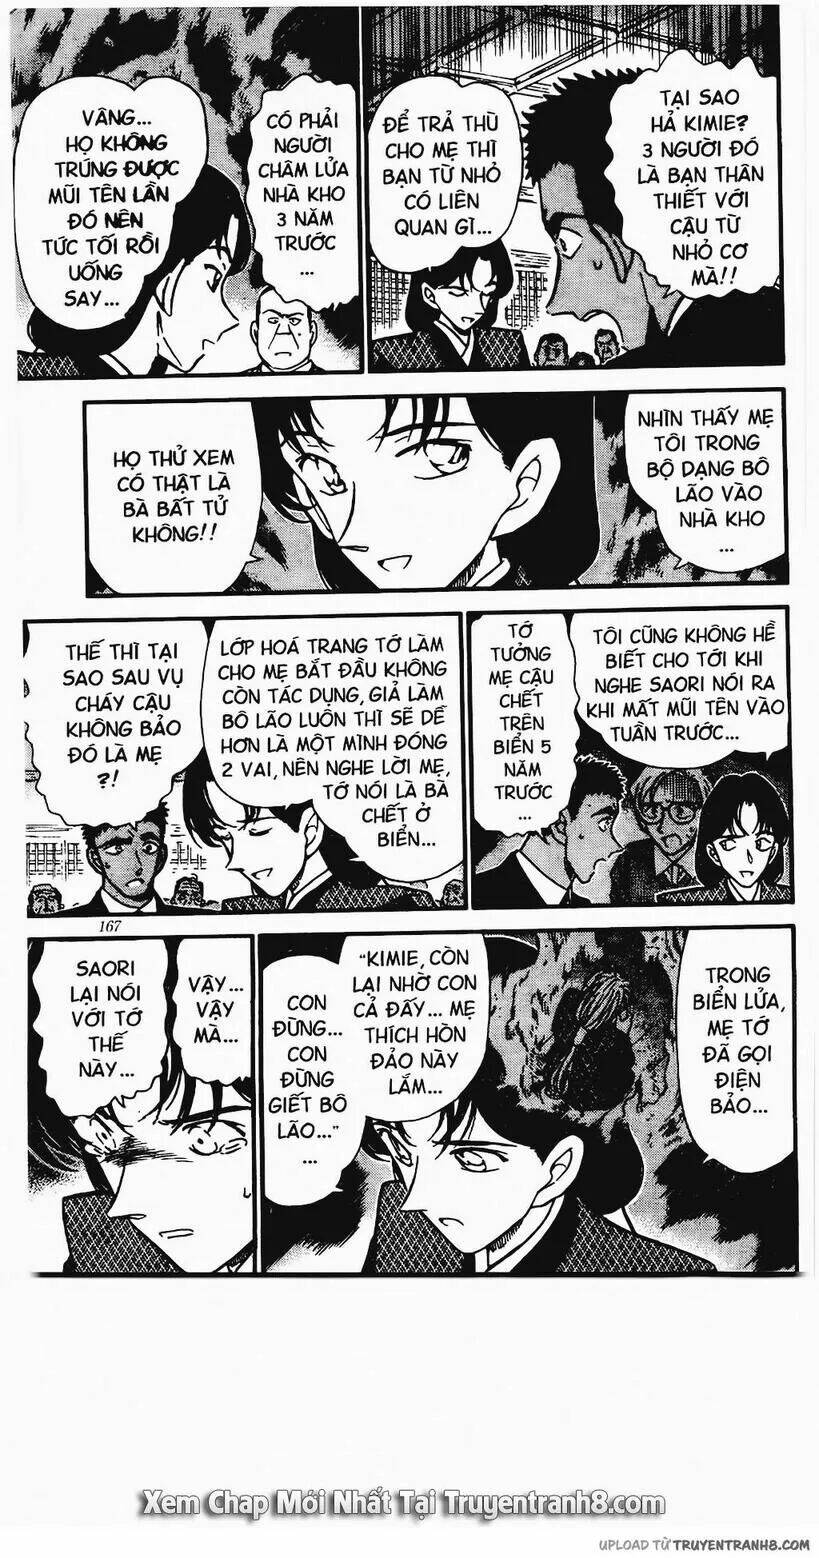 TẠI SAO
HẢ KIMIE?
3 NGƯỜI ĐÓ
LÀ BẠN THÂN
THIẾT VỚI
CẬU TỪ
NHỎ CƠ
MÀ!!
ĐỂ TRẢ THÙ
CHO MẸ THÌ
BẠN TỪ NHỎ
CÓ LIÊN
QUAN GÌ...
CÓ PHẢI
NGƯỜI
CHÂM LỬA
NHÀ KHO
3 NĂM
TRƯỚC
...
VÂNG...
HỌ KHÔNG
TRÚNG ĐƯỢC
MŨI TÊN LẦN
ĐÓ NÊN
TỨC TỐI RỒI
UỐNG
SAY...
NHÌN THẤY MẸ
TÔI TRONG
BỘ DẠNG BÔ
LÃO VÀO
NHÀ KHO
...
HỌ THỬ XEM
CÓ THẬT LÀ
BÀ BẤT TỬ
KHÔNG!!
TÔI CŨNG KHÔNG HỀ
BIẾT CHO TỚI KHI
NGHE SAORI NÓI RA
KHI MẤT MŨI TÊN VÀO
TUẦN TRƯỚC...
TỚ
TƯỞNG
MẸ CẬU
CHẾT
TRÊN
BIỂN 5
NĂM
TRƯỚC
...
LỚP HOÁ TRANG TỚ LÀM
CHO MẸ BẮT ĐẦU KHÔNG
CÒN TÁC DỤNG, GIẢ LÀM
BÔ LÃO LUÔN THÌ SẼ DỀ
HƠN LÀ MỘT MÌNH ĐÓNG
2 VAI, NÊN NGHE LỜI MẸ,
TỚ NÓI LÀ BÀ
CHẾT Ở
BIỂN...
THẾ THÌ TẠI
SAO SAU VỤ
CHÁY CẬU
KHÔNG BẢO
ĐÓ LÀ MẸ
?!
167
TRONG
BIỂN LỬA,
MẸ TỚ
ĐÃ GỌI
ĐIỆN
BẢO...
"KIMIE, CÒN
LẠI NHỜ CON
CẢ ĐẤY... MẸ
THÍCH HÒN
ĐẢO NÀY
LẮM...
CON
ĐỪNG...
CON
ĐỪNG
GIẾT BÔ
LÃO..."
...
VẬY...
VẬY
MÀ...
SAORI
LẠI NÓI
VỚI TỚ
THẾ
NÀY...
Xem Chap Mới Nhất Tại Truyentranh8.com
UPLOAD TỪ TRUYENTRANH8.COM